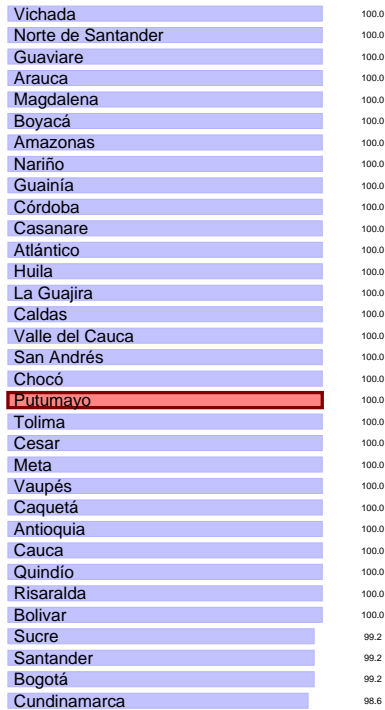 Vichada 100.0
Norte de Santander 100.0
Guaviare 100.0
Arauca 100.0
Magdalena 100.0
Boyacá 100.0
Amazonas 100.0
Nariño 100.0
Guainía 100.0
Córdoba 100.0
Casanare 100.0
Atlántico 100.0
Huila 100.0
La Guajira 100.0
Caldas 100.0
Valle del Cauca 100.0
San Andrés 100.0
Chocó 100.0
Putumayo 100.0
Tolima 100.0
Cesar 100.0
Meta 100.0
Vaupés 100.0
Caquetá 100.0
Antioquia 100.0
Cauca 100.0
Quindío 100.0
Risaralda 100.0
Bolivar 100.0
Sucre 99.2
Santander 99.2
Bogotá 99.2
Cundinamarca 98.6